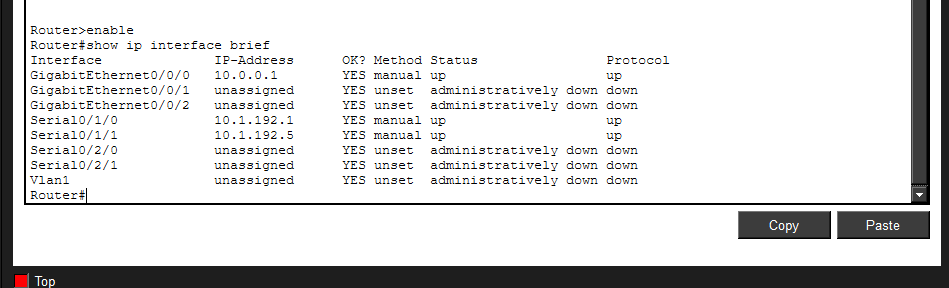 Router>enable
Router#show ip interface brief
Interface              IP-Address      OK? Method Status                Protocol
GigabitEthernet0/0/0   10.0.0.1        YES manual up                    up
GigabitEthernet0/0/1   unassigned      YES unset  administratively down down
GigabitEthernet0/0/2   unassigned      YES unset  administratively down down
Serial0/1/0            10.1.192.1      YES manual up                    up
Serial0/1/1            10.1.192.5      YES manual up                    up
Serial0/2/0            unassigned      YES unset  administratively down down
Serial0/2/1            unassigned      YES unset  administratively down down
Vlan1                  unassigned      YES unset  administratively down down
Router#
Copy Paste
Top